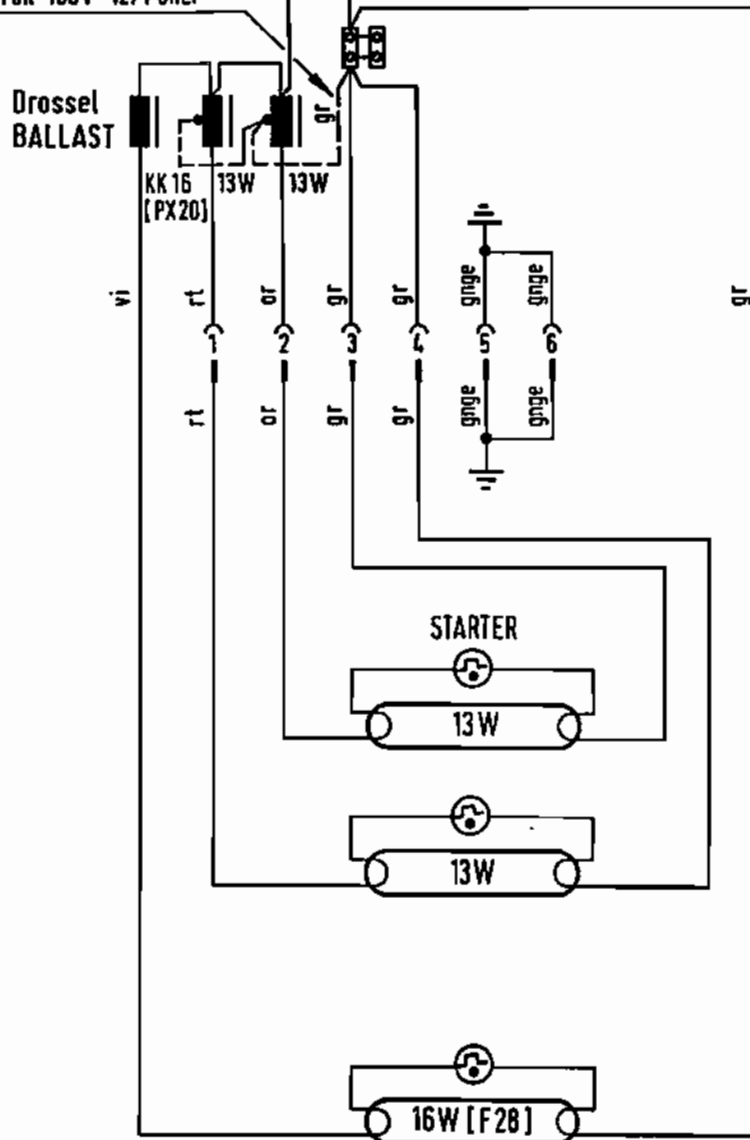 Drossel
BALLAST
gr
KK 16 13W 13W
[PX20]
vi rt or gr gr gnge gnge gr
1 2 3 4 5 6
rt or gr gr gnge gnge
STARTER
13W
13W
16W [F28]